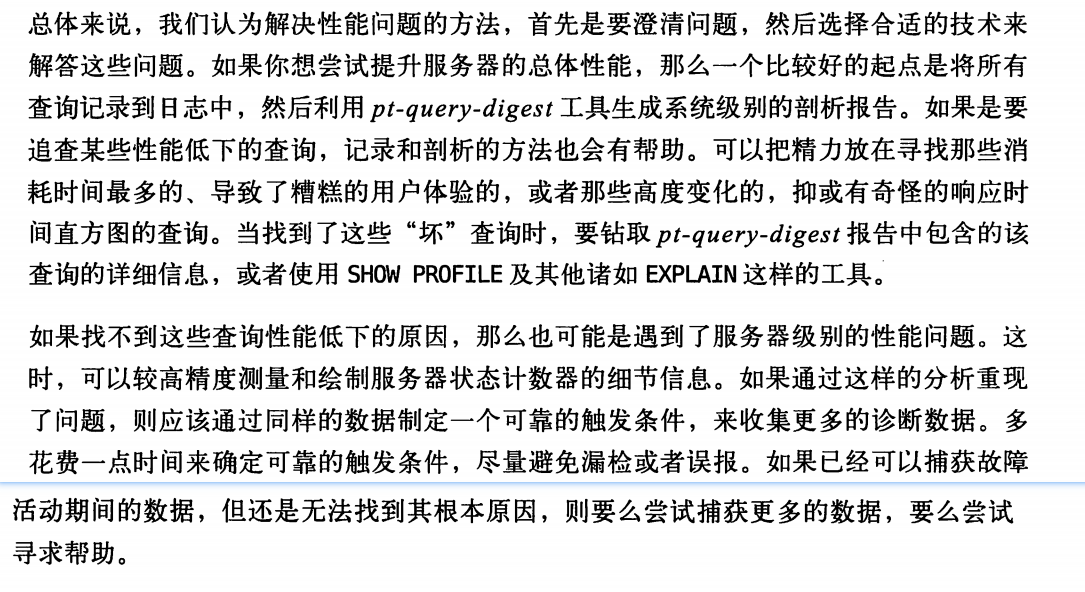 总体来说，我们认为解决性能问题的方法，首先是要澄清问题，然后选择合适的技术来
解答这些问题。如果你想尝试提升服务器的总体性能，那么一个比较好的起点是将所有
查询记录到日志中，然后利用 pt-query-digest 工具生成系统级别的剖析报告。如果是要
追查某些性能低下的查询，记录和剖析的方法也会有帮助。可以把精力放在寻找那些消
耗时间最多的、导致了糟糕的用户体验的，或者那些高度变化的，抑或有奇怪的响应时
间直方图的查询。当找到了这些“坏”查询时，要钻取 pt-query-digest 报告中包含的该
查询的详细信息，或者使用 SHOW PROFILE 及其他诸如 EXPLAIN 这样的工具。
如果找不到这些查询性能低下的原因，那么也可能是遇到了服务器级别的性能问题。这
时，可以较高精度测量和绘制服务器状态计数器的细节信息。如果通过这样的分析重现
了问题，则应该通过同样的数据制定一个可靠的触发条件，来收集更多的诊断数据。多
花费一点时间来确定可靠的触发条件，尽量避免漏检或者误报。如果已经可以捕获故障
活动期间的数据，但还是无法找到其根本原因，则要么尝试捕获更多的数据，要么尝试
寻求帮助。